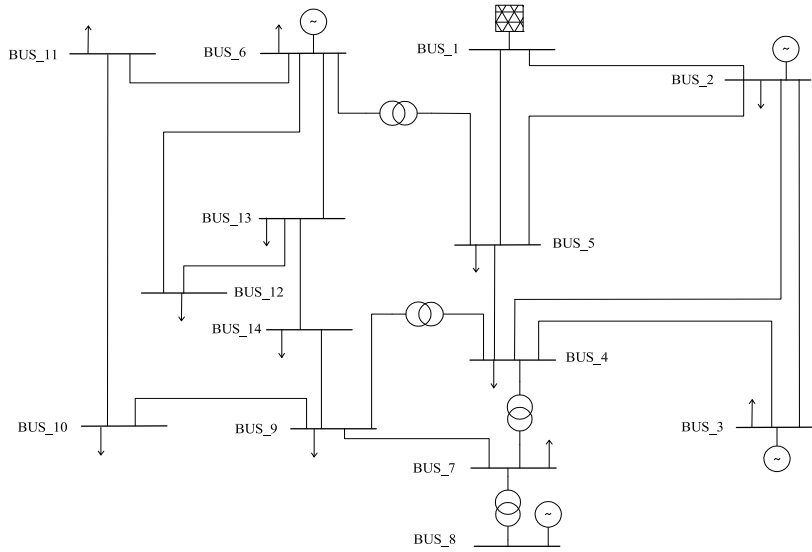 BUS_11
BUS_6
~
BUS_1
BUS_2
~
BUS_13
BUS_5
BUS_12
BUS_14
BUS_4
BUS_10
BUS_9
BUS_3
~
BUS_7
BUS_8
~